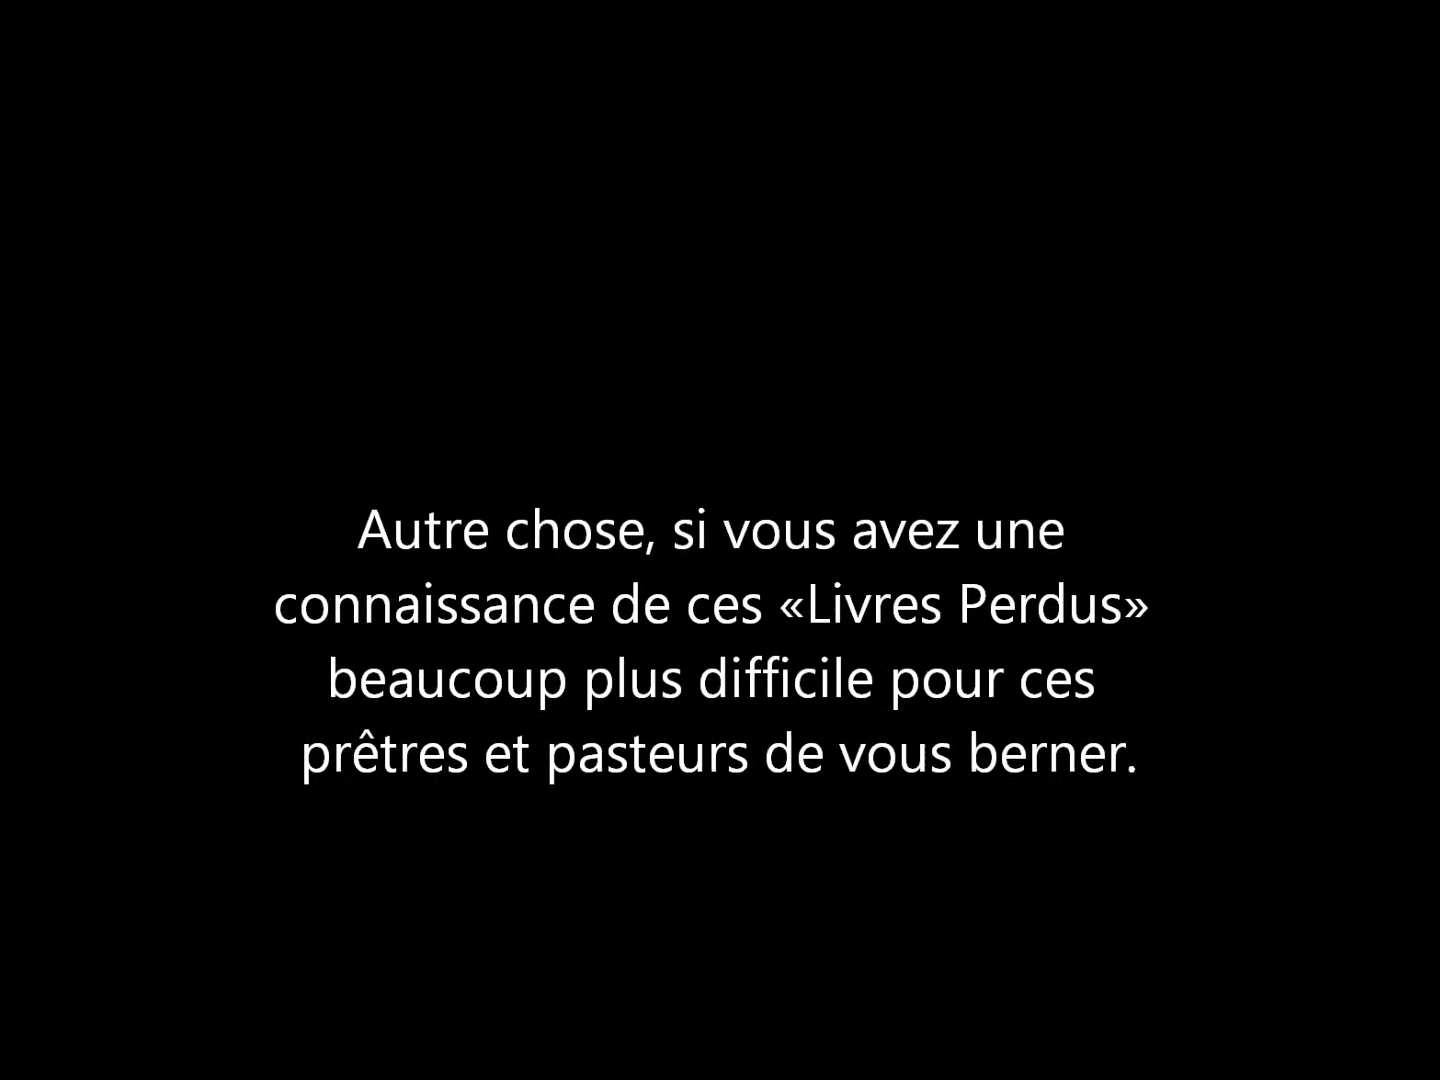 Autre chose, si vous avez une
connaissance de ces «Livres Perdus»
beaucoup plus difficile pour ces
prêtres et pasteurs de vous berner.